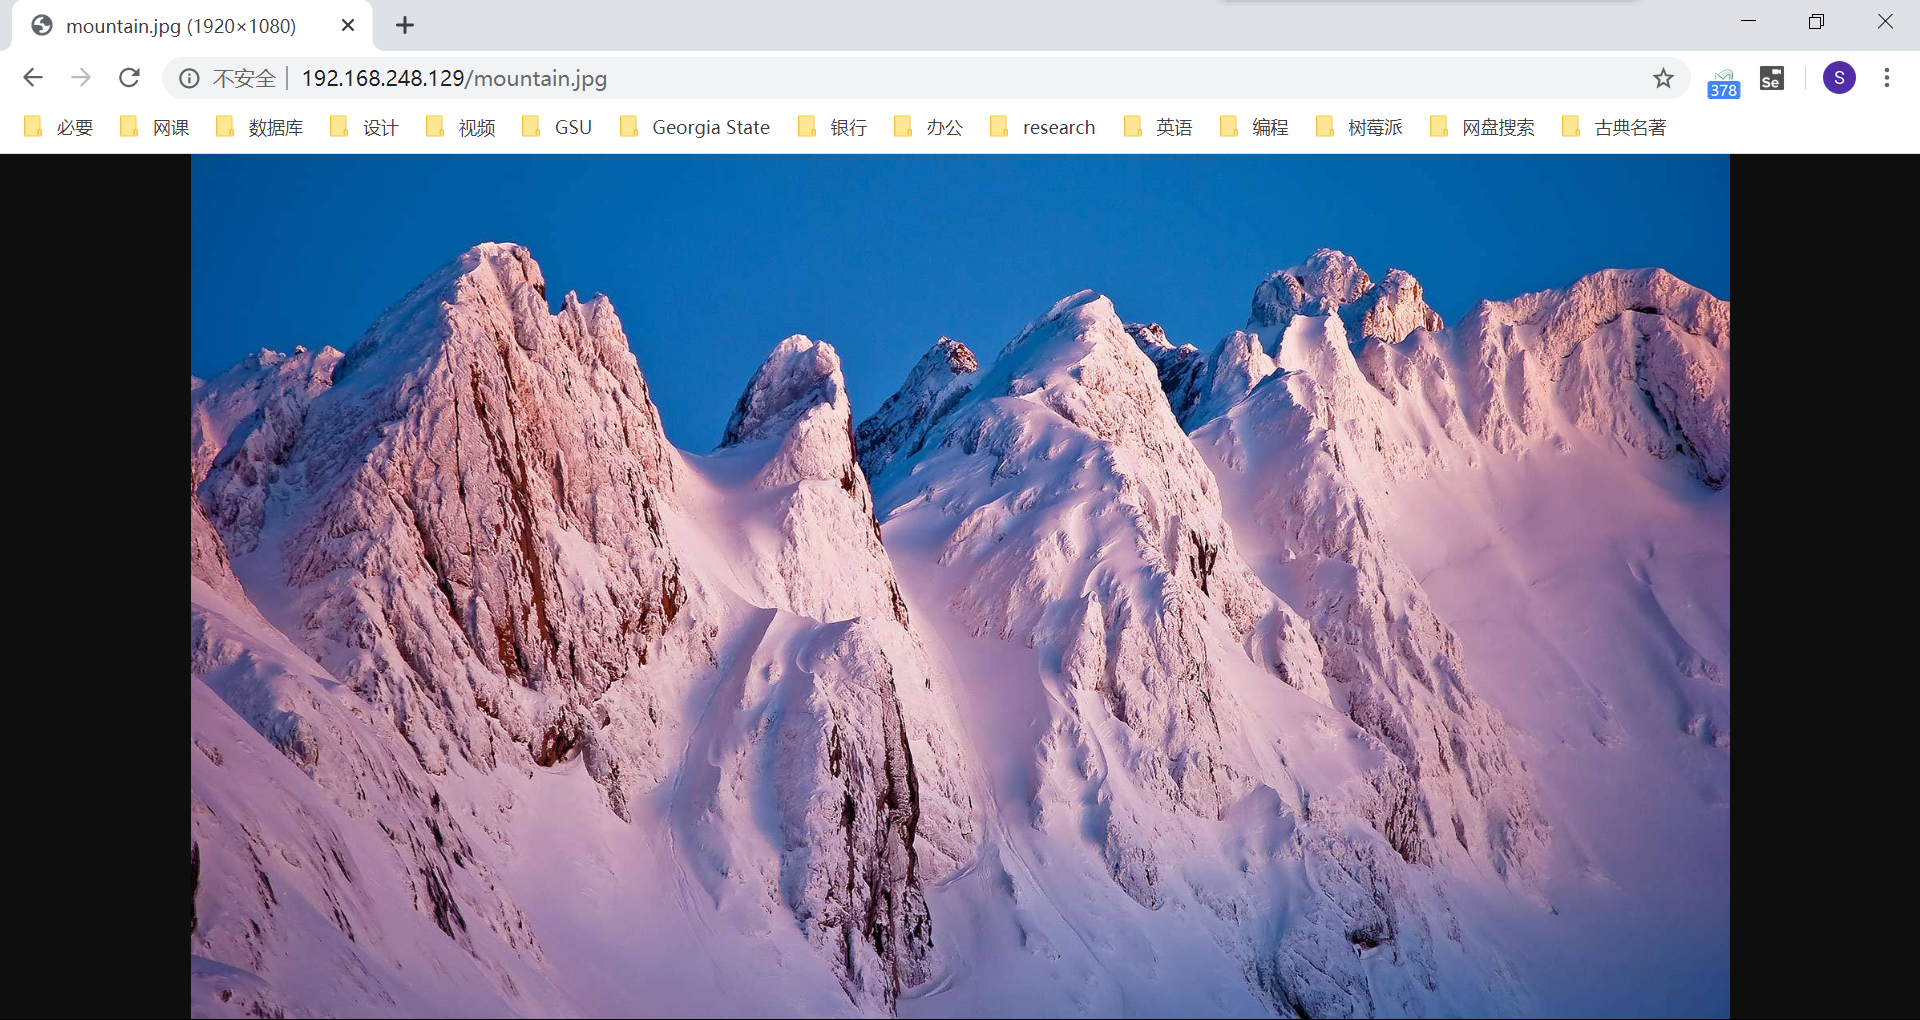 mountain.jpg (1920×1080)
不安全 192.168.248.129/mountain.jpg
378 Se S
必要 网课 数据库 设计 视频 GSU Georgia State 银行 办公 research 英语 编程 树莓派 网盘搜索 古典名著